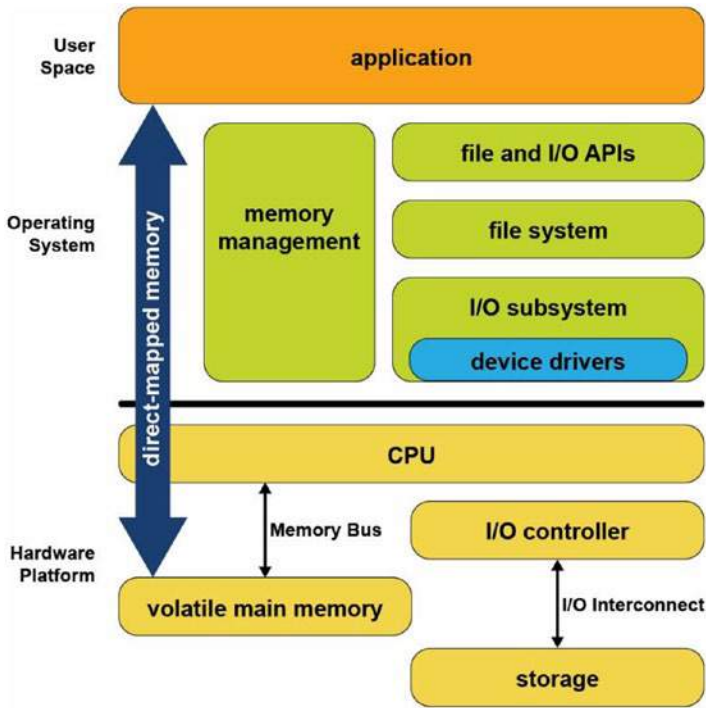 User
Space
application
file and I/O APIs
memory
management
Operating
System
file system
I/O subsystem
device drivers
direct-mapped memory
CPU
Memory Bus
I/O controller
Hardware
Platform
volatile main memory
I/O Interconnect
storage